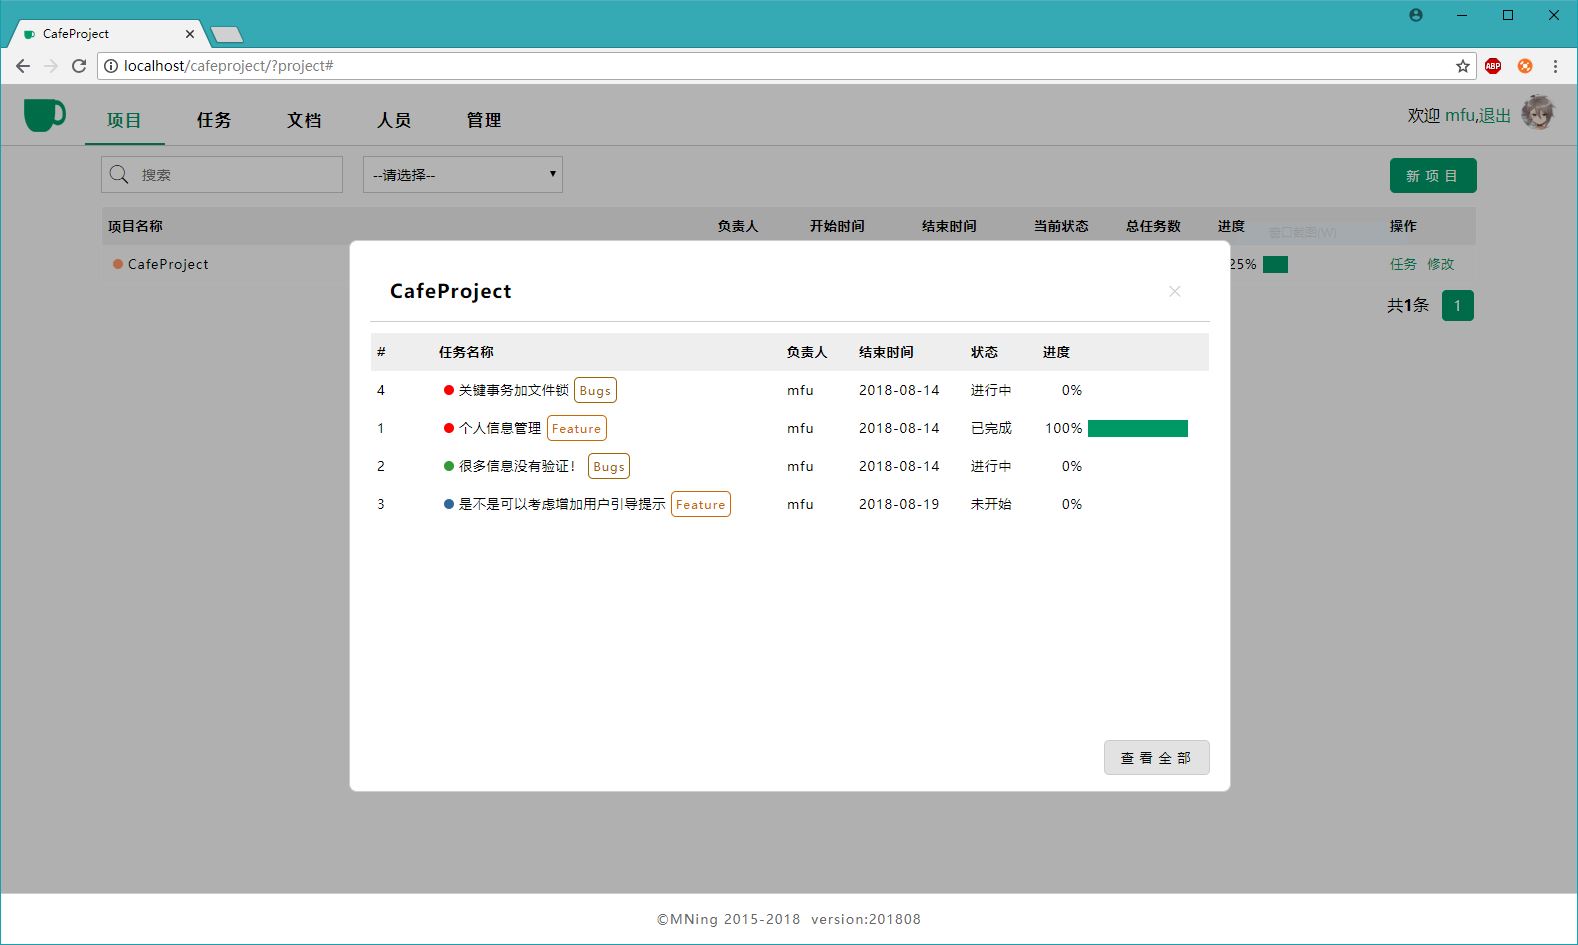 CafeProject
localhost/cafeproject/?project#
ABP
项目 任务 文档 人员 管理 欢迎 mfu,退出
搜索 --请选择-- 新项目
项目名称 负责人 开始时间 结束时间 当前状态 总任务数 进度 操作
窗口截图(W)
CafeProject 25% 任务 修改
共1条 1
CafeProject
# 任务名称 负责人 结束时间 状态 进度
4 关键事务加文件锁 Bugs mfu 2018-08-14 进行中 0%
1 个人信息管理 Feature mfu 2018-08-14 已完成 100%
2 很多信息没有验证！ Bugs mfu 2018-08-14 进行中 0%
3 是不是可以考虑增加用户引导提示 Feature mfu 2018-08-19 未开始 0%
查看全部
©MNing 2015-2018 version:201808